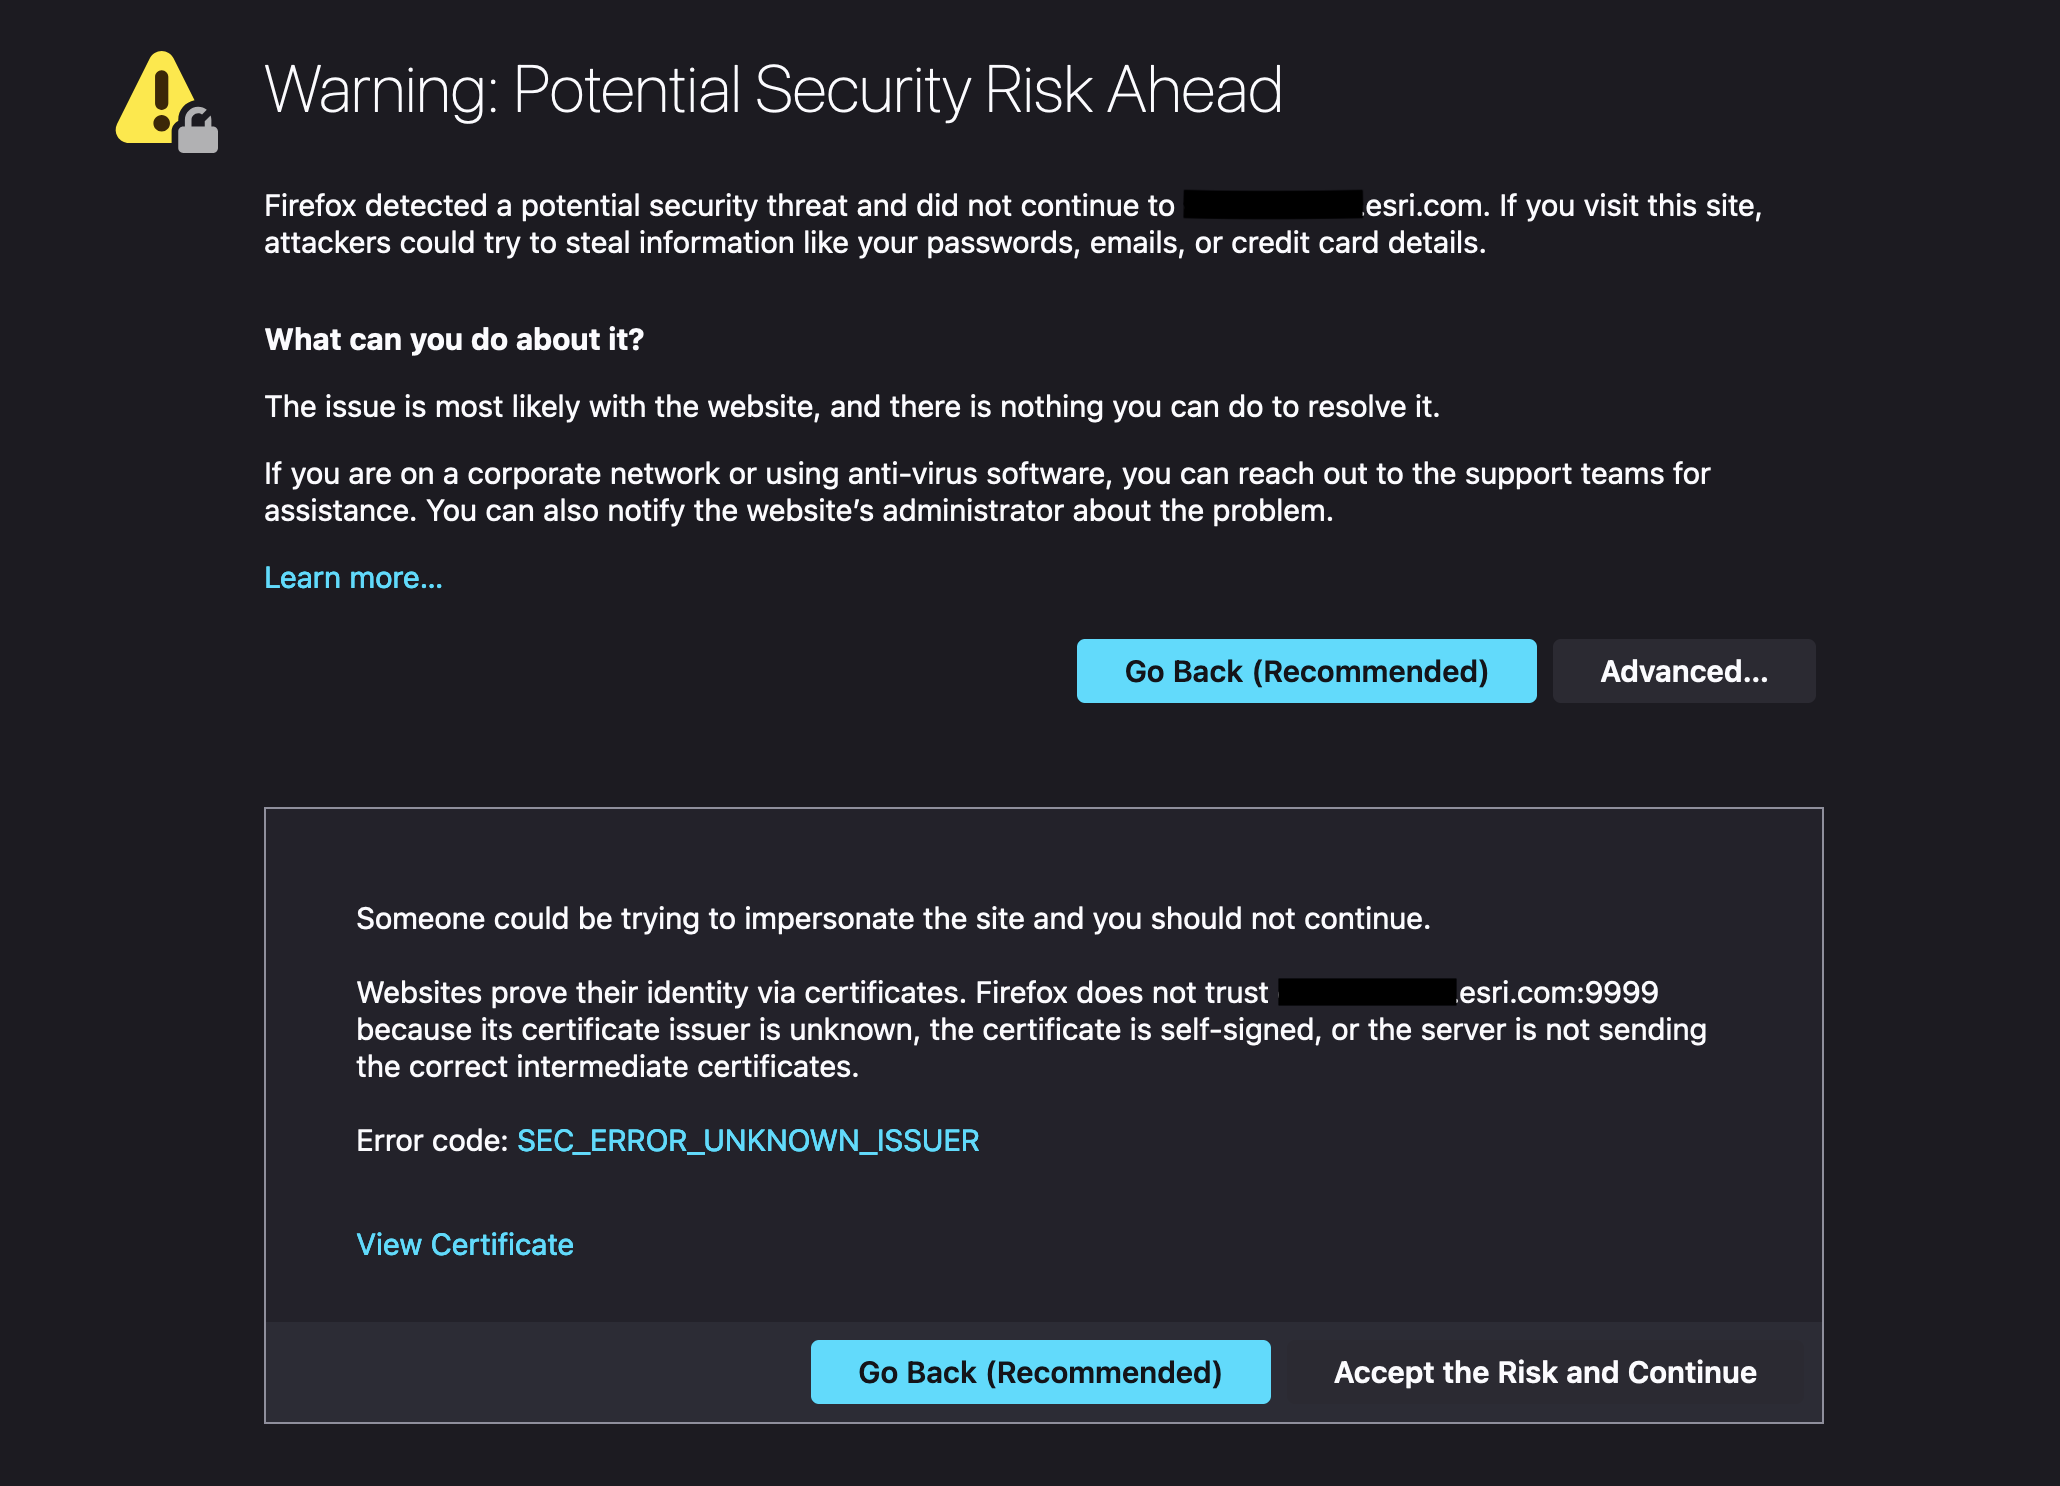 Warning: Potential Security Risk Ahead
Firefox detected a potential security threat and did not continue to .esri.com. If you visit this site,
attackers could try to steal information like your passwords, emails, or credit card details.
What can you do about it?
The issue is most likely with the website, and there is nothing you can do to resolve it.
If you are on a corporate network or using anti-virus software, you can reach out to the support teams for
assistance. You can also notify the website’s administrator about the problem.
Learn more...
Go Back (Recommended)
Advanced...
Someone could be trying to impersonate the site and you should not continue.
Websites prove their identity via certificates. Firefox does not trust .esri.com:9999
because its certificate issuer is unknown, the certificate is self-signed, or the server is not sending
the correct intermediate certificates.
Error code: SEC_ERROR_UNKNOWN_ISSUER
View Certificate
Go Back (Recommended)
Accept the Risk and Continue